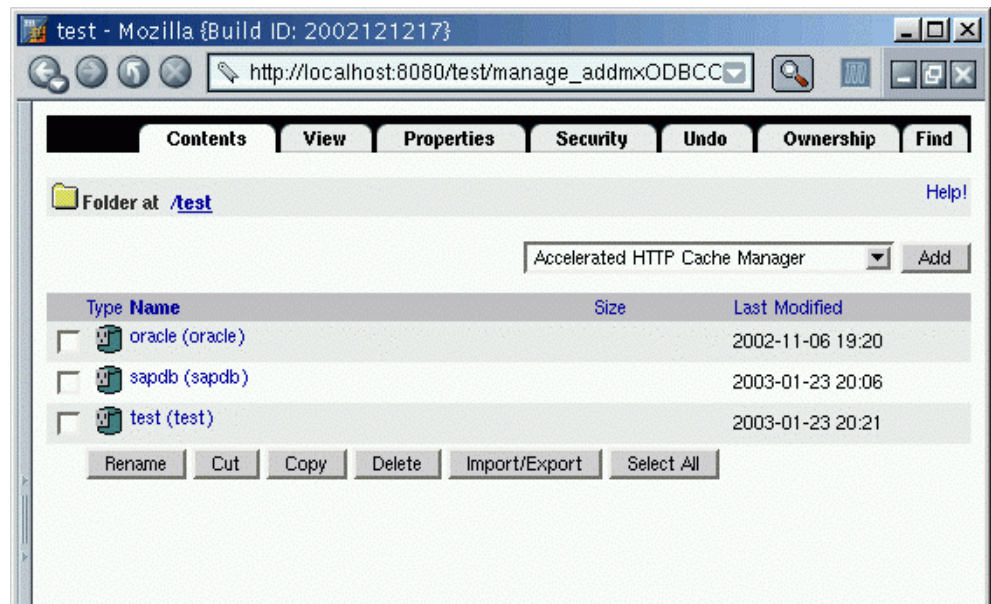 test - Mozilla {Build ID: 2002121217}
http://localhost:8080/test/manage_addmxODBCC
Contents View Properties Security Undo Ownership Find
Folder at /test Help!
Accelerated HTTP Cache Manager Add
Type Name Size Last Modified
oracle (oracle) 2002-11-06 19:20
sapdb (sapdb) 2003-01-23 20:06
test (test) 2003-01-23 20:21
Rename Cut Copy Delete Import/Export Select All